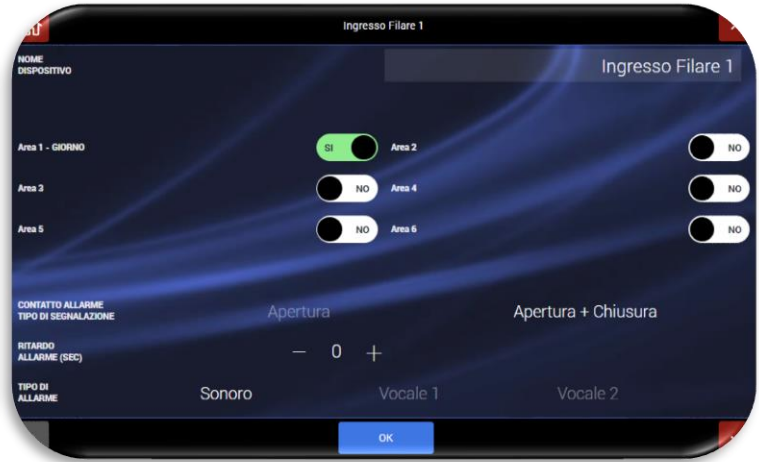 Ingresso Filare 1
NOME
DISPOSITIVO
Ingresso Filare 1
Area 1 - GIORNO
SI
Area 2
NO
Area 3
NO
Area 4
NO
Area 5
NO
Area 6
NO
CONTATTO ALLARME
TIPO DI SEGNALAZIONE
Apertura
Apertura + Chiusura
RITARDO
ALLARME (SEC)
− 0 +
TIPO DI
ALLARME
Sonoro
Vocale 1
Vocale 2
OK